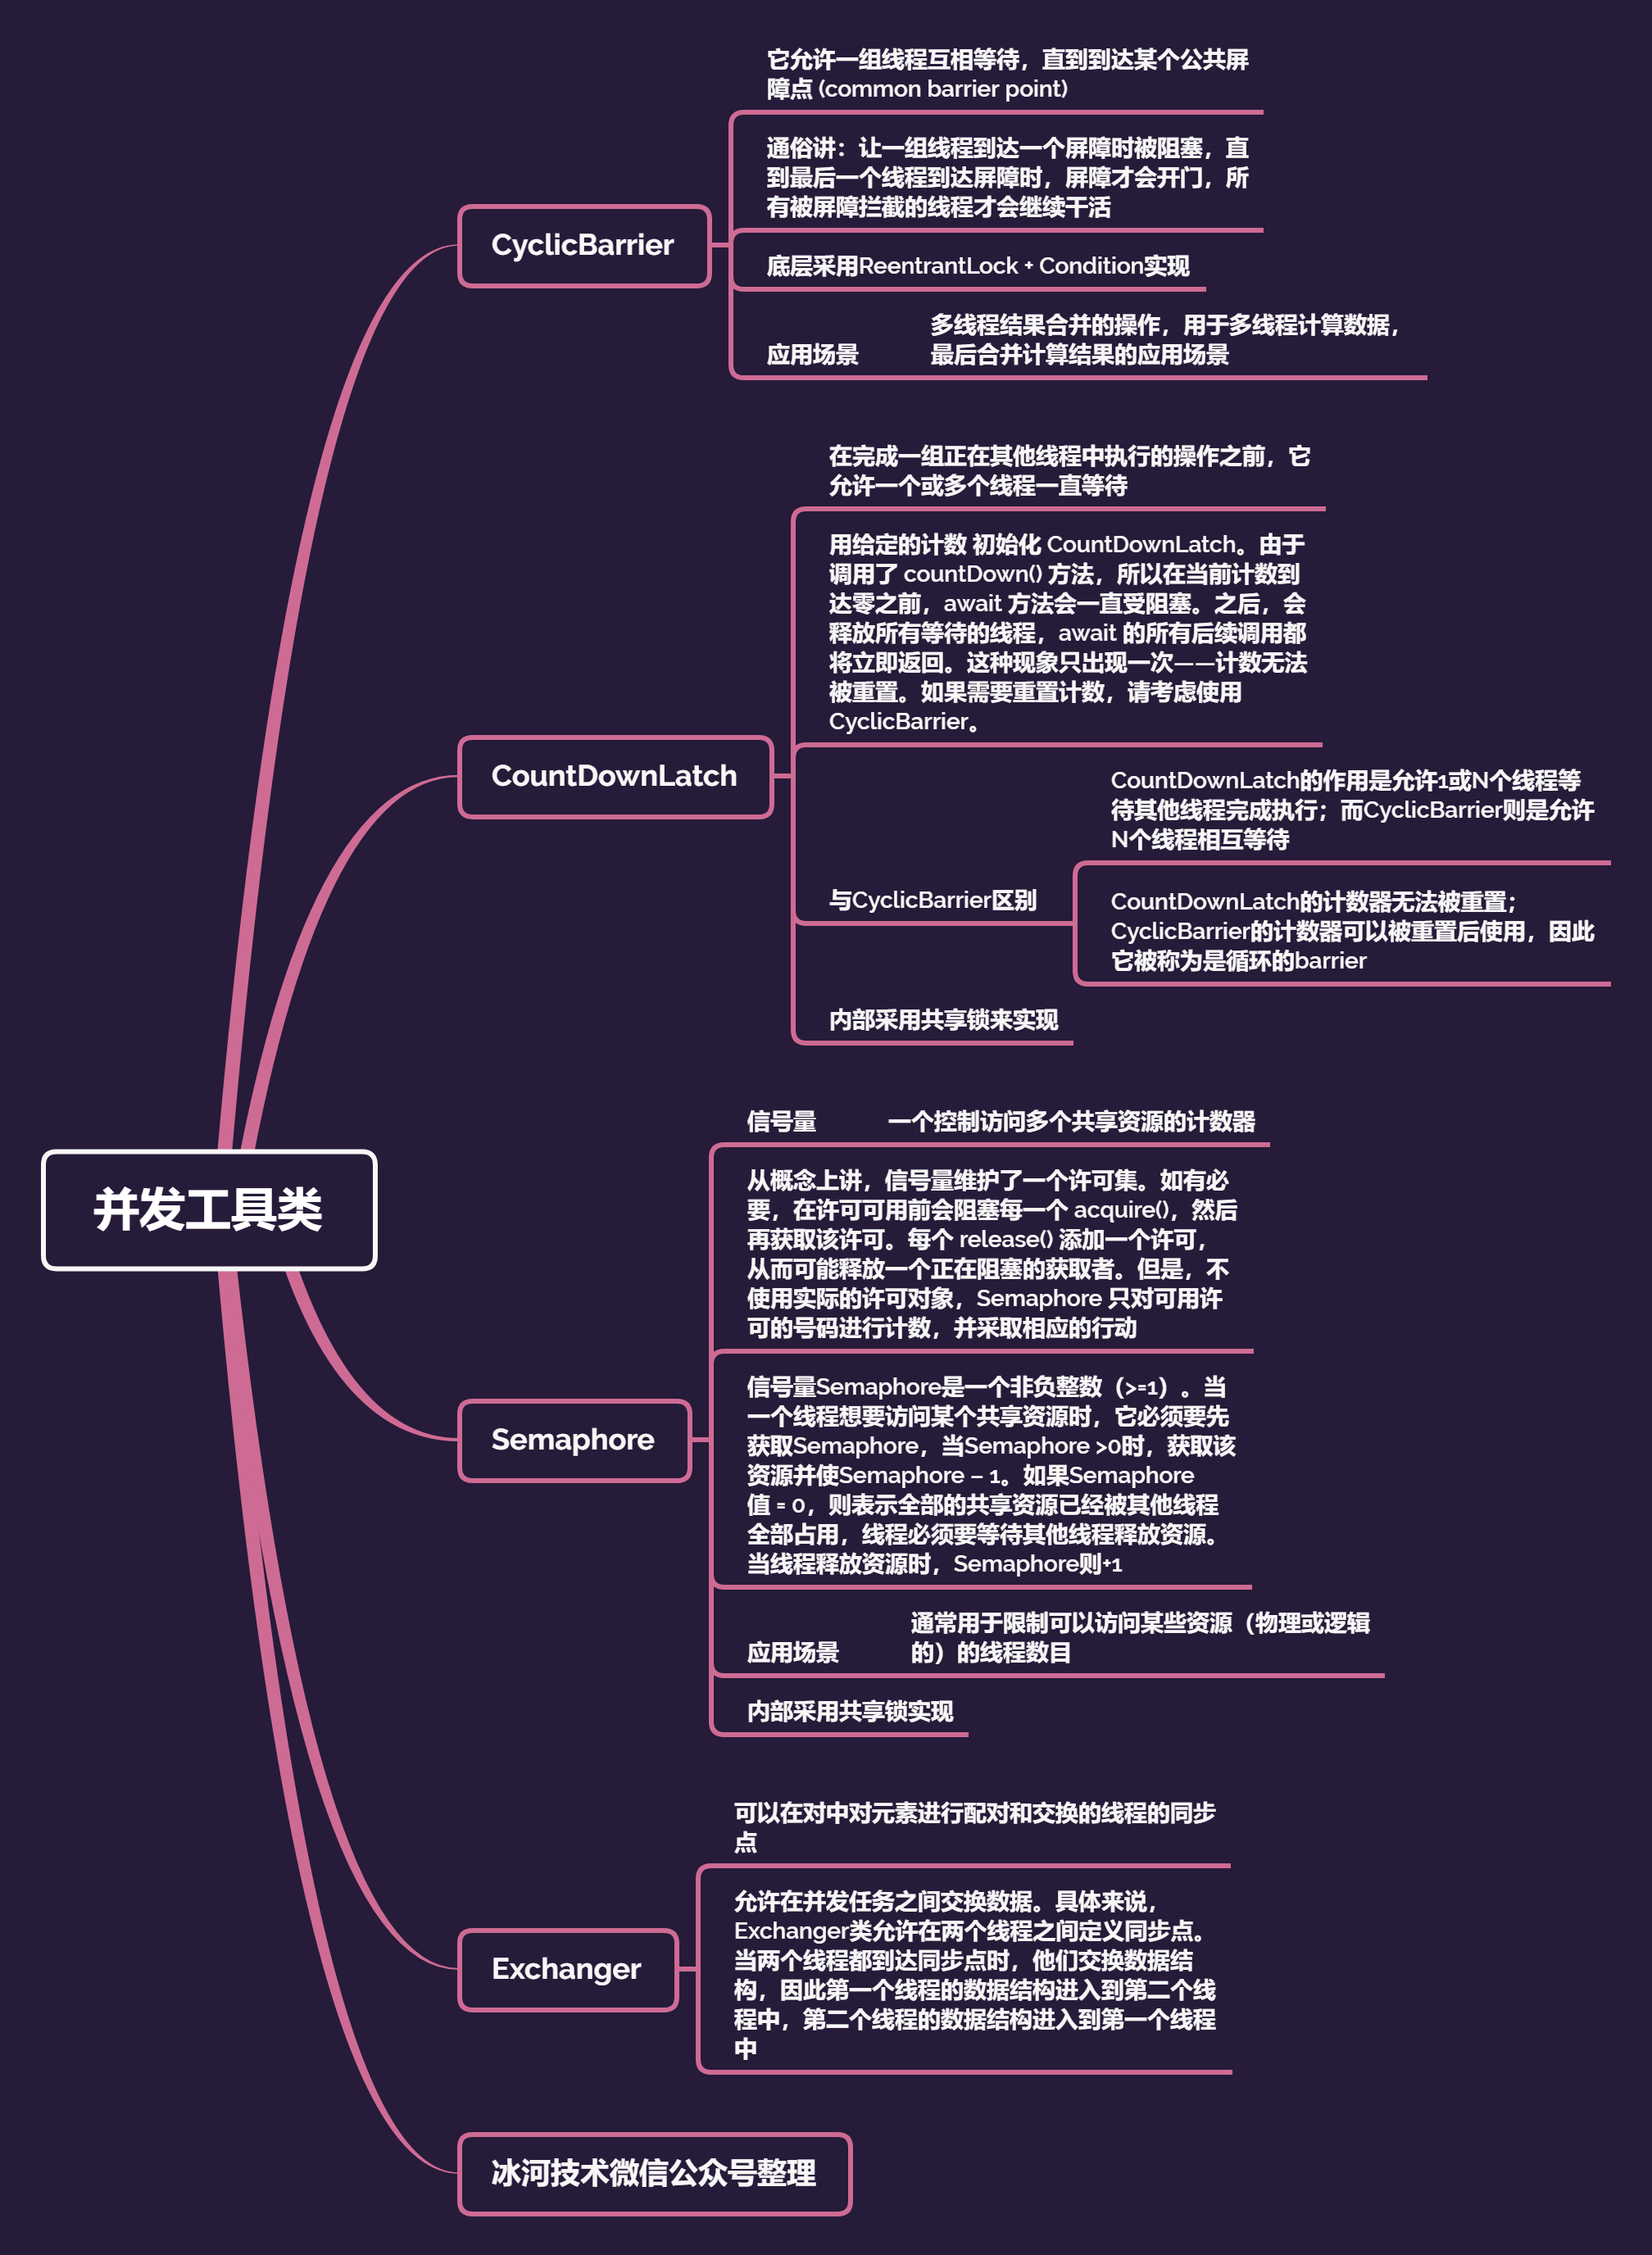 它允许一组线程互相等待，直到到达某个公共屏
障点 (common barrier point)
通俗讲：让一组线程到达一个屏障时被阻塞，直
到最后一个线程到达屏障时，屏障才会开门，所
有被屏障拦截的线程才会继续干活
CyclicBarrier
底层采用ReentrantLock + Condition实现
应用场景
多线程结果合并的操作，用于多线程计算数据，
最后合并计算结果的应用场景
在完成一组正在其他线程中执行的操作之前，它
允许一个或多个线程一直等待
用给定的计数 初始化 CountDownLatch。由于
调用了 countDown() 方法，所以在当前计数到
达零之前，await 方法会一直受阻塞。之后，会
释放所有等待的线程，await 的所有后续调用都
将立即返回。这种现象只出现一次——计数无法
被重置。如果需要重置计数，请考虑使用
CyclicBarrier。
CountDownLatch
与CyclicBarrier区别
CountDownLatch的作用是允许1或N个线程等
待其他线程完成执行；而CyclicBarrier则是允许
N个线程相互等待
CountDownLatch的计数器无法被重置；
CyclicBarrier的计数器可以被重置后使用，因此
它被称为是循环的barrier
内部采用共享锁来实现
并发工具类
信号量
一个控制访问多个共享资源的计数器
从概念上讲，信号量维护了一个许可集。如有必
要，在许可可用前会阻塞每一个 acquire()，然后
再获取该许可。每个 release() 添加一个许可，
从而可能释放一个正在阻塞的获取者。但是，不
使用实际的许可对象，Semaphore 只对可用许
可的号码进行计数，并采取相应的行动
Semaphore
信号量Semaphore是一个非负整数（>=1）。当
一个线程想要访问某个共享资源时，它必须要先
获取Semaphore，当Semaphore >0时，获取该
资源并使Semaphore – 1。如果Semaphore
值 = 0，则表示全部的共享资源已经被其他线程
全部占用，线程必须要等待其他线程释放资源。
当线程释放资源时，Semaphore则+1
应用场景
通常用于限制可以访问某些资源（物理或逻辑
的）的线程数目
内部采用共享锁实现
可以在对中对元素进行配对和交换的线程的同步
点
Exchanger
允许在并发任务之间交换数据。具体来说，
Exchanger类允许在两个线程之间定义同步点。
当两个线程都到达同步点时，他们交换数据结
构，因此第一个线程的数据结构进入到第二个线
程中，第二个线程的数据结构进入到第一个线程
中
冰河技术微信公众号整理